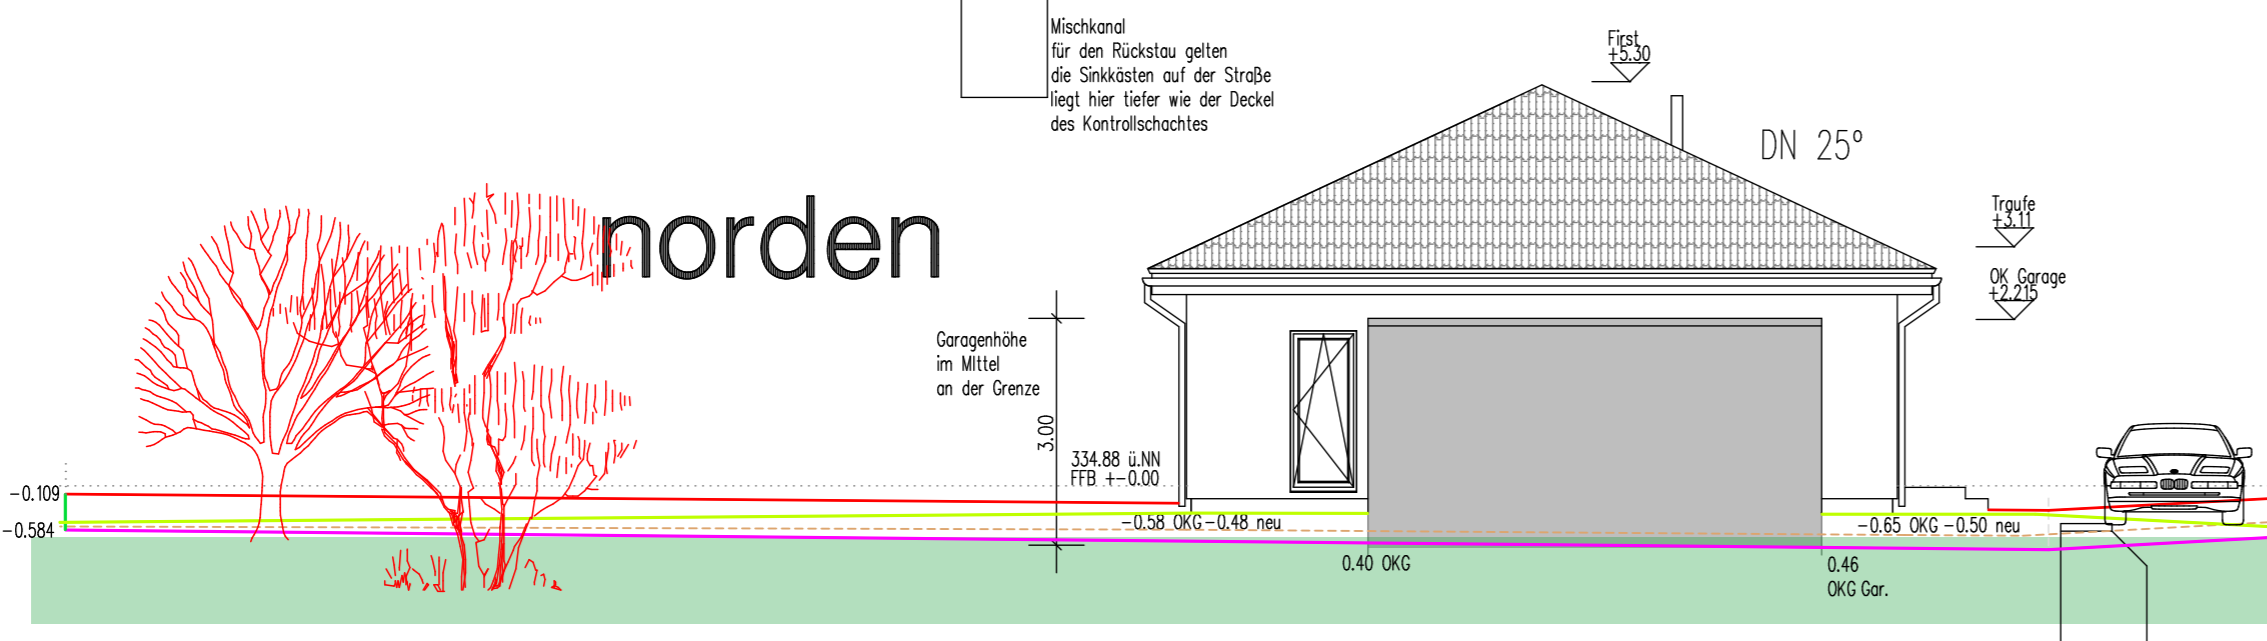 Mischkanal
für den Rückstau gelten
die Sinkkästen auf der Straße
liegt hier tiefer wie der Deckel
des Kontrollschachtes
First
+5.30
DN 25°
norden
Traufe
+3.11
OK Garage
+2.215
Garagenhöhe
im MIttel
an der Grenze
3.00
334.88 ü.NN
FFB +-0.00
-0.109
-0.584
-0.58 OKG -0.48 neu
-0.65 OKG -0.50 neu
0.40 OKG
0.46
OKG Gar.